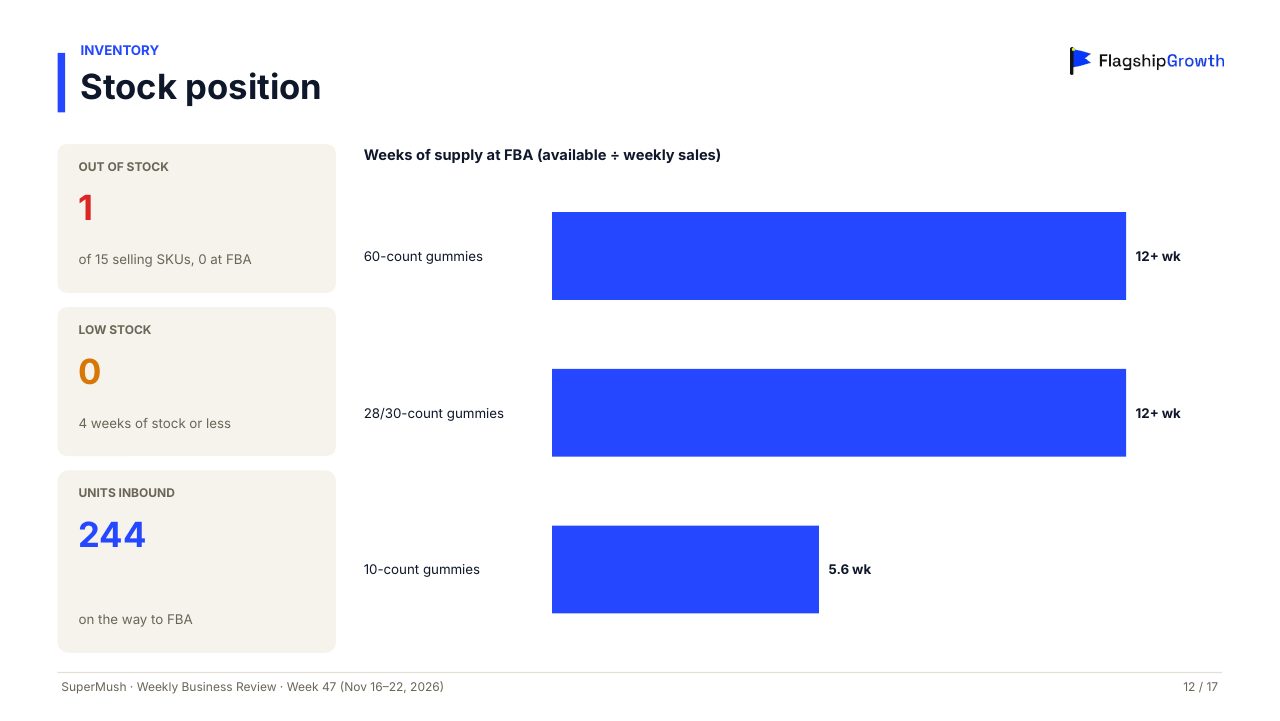 INVENTORY
Stock position
FlagshipGrowth
OUT OF STOCK
1
of 15 selling SKUs, 0 at FBA
LOW STOCK
0
4 weeks of stock or less
UNITS INBOUND
244
on the way to FBA
Weeks of supply at FBA (available ÷ weekly sales)
60-count gummies
12+ wk
28/30-count gummies
12+ wk
10-count gummies
5.6 wk
SuperMush · Weekly Business Review · Week 47 (Nov 16–22, 2026)
12 / 17